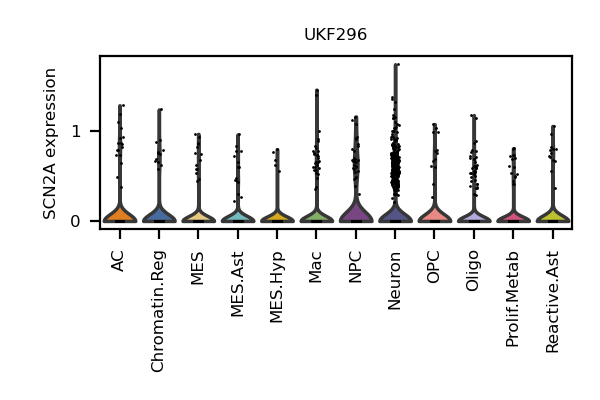 UKF296
SCN2A expression
1
0
AC
Chromatin.Reg
MES
MES.Ast
MES.Hyp
Mac
NPC
Neuron
OPC
Oligo
Prolif.Metab
Reactive.Ast